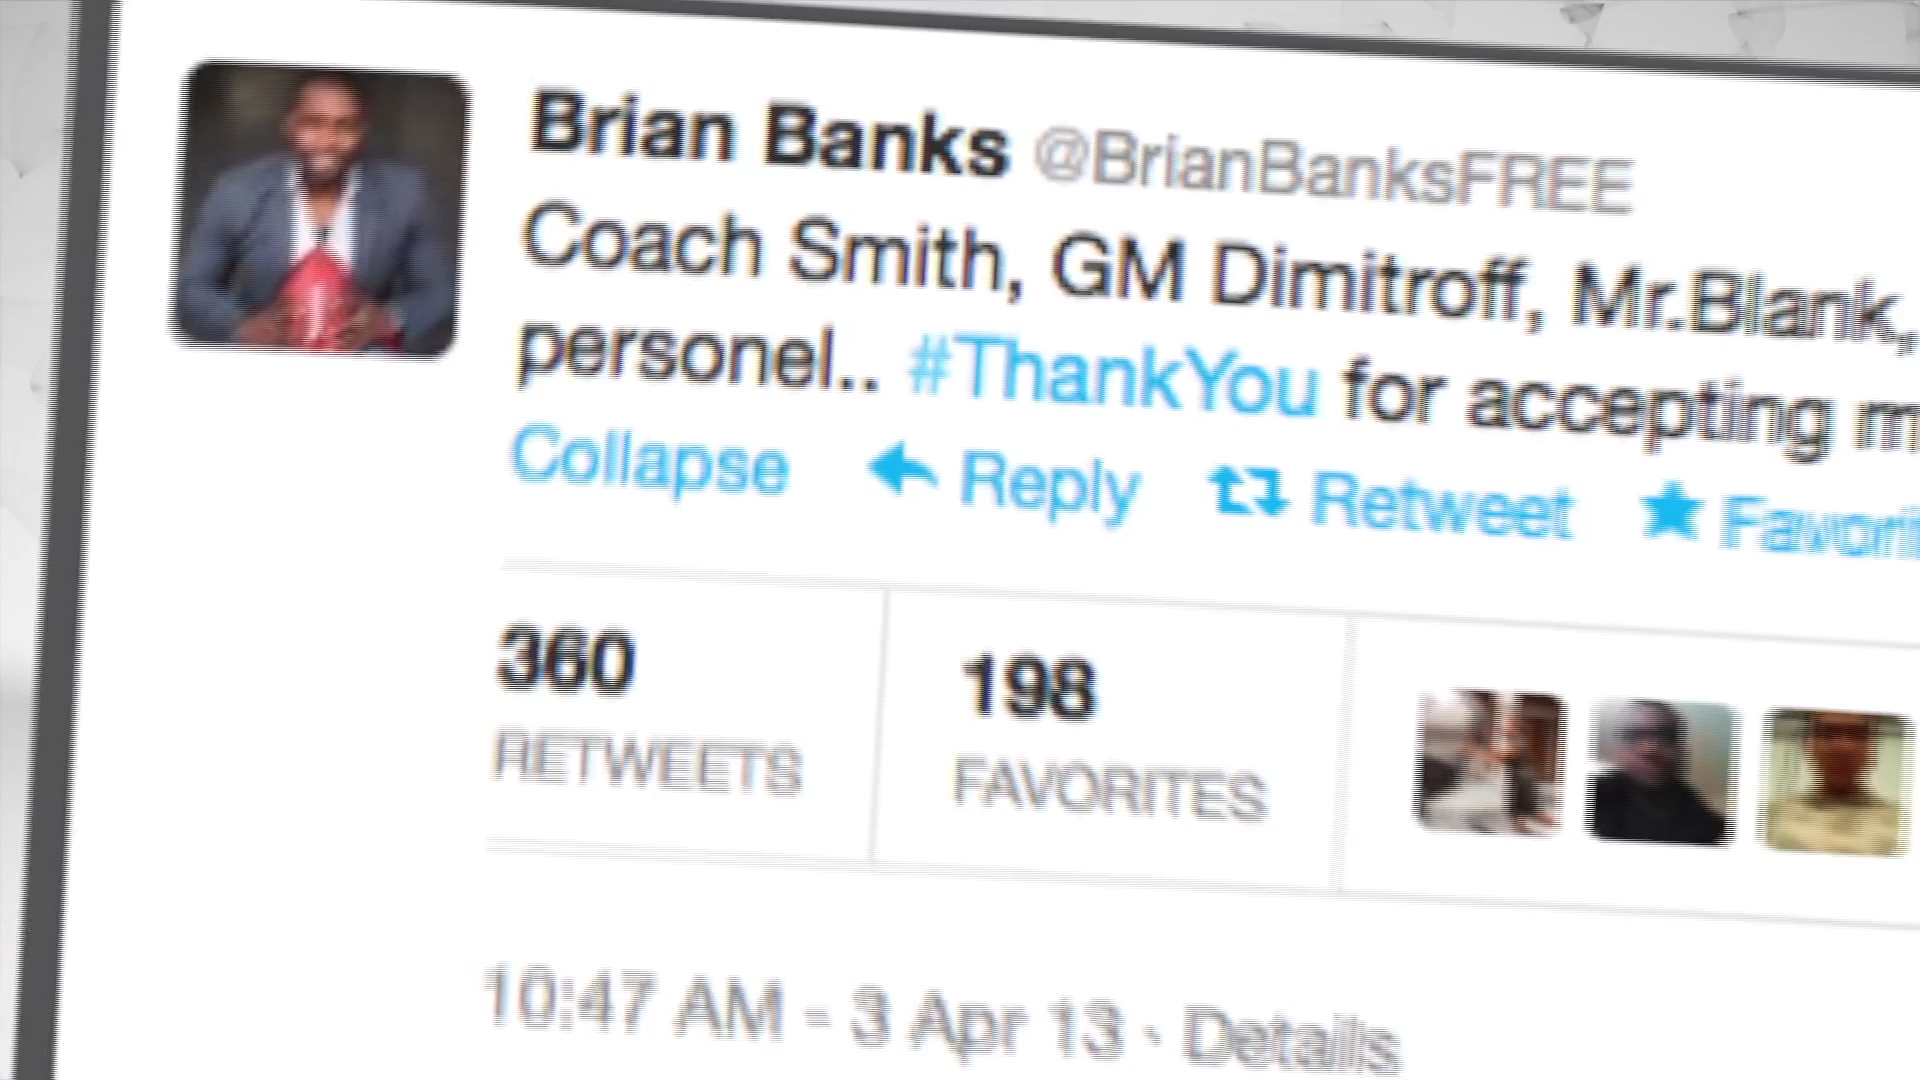 Brian Banks @BrianBanksFREE
Coach Smith, GM Dimitroff, Mr.Blank,
personel.. #ThankYou for accepting m
Collapse Reply Retweet Favori
360 198
RETWEETS FAVORITES
10:47 AM - 3 Apr 13 · Details